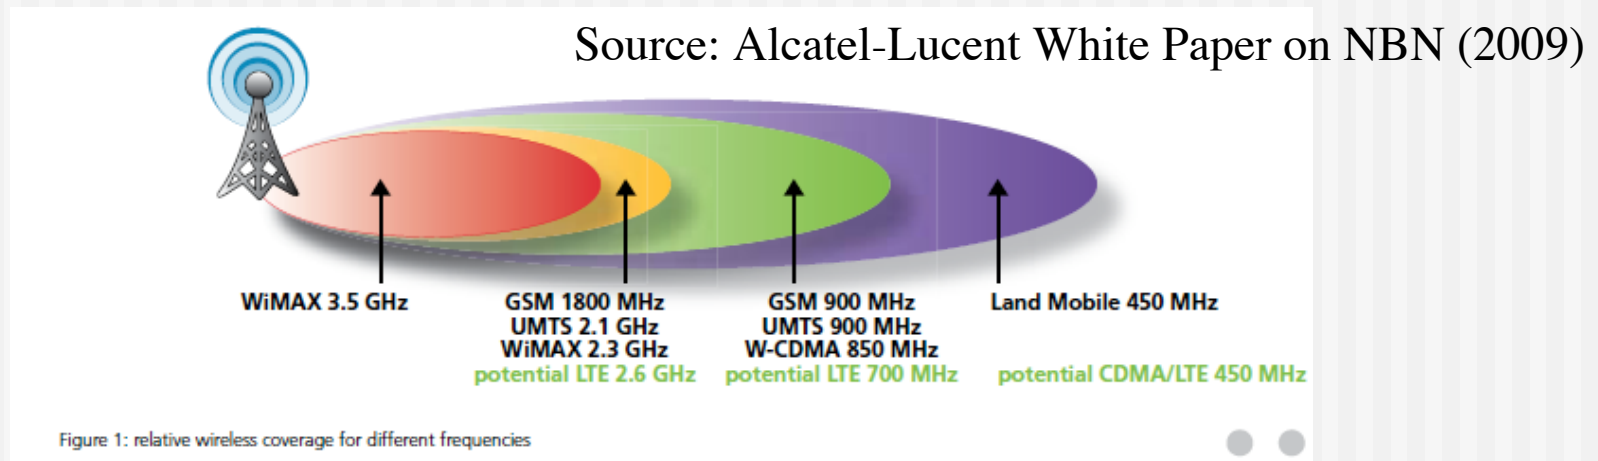 Source: Alcatel-Lucent White Paper on NBN (2009)
WiMAX 3.5 GHz
GSM 1800 MHz
UMTS 2.1 GHz
WiMAX 2.3 GHz
potential LTE 2.6 GHz
GSM 900 MHz
UMTS 900 MHz
W-CDMA 850 MHz
potential LTE 700 MHz
Land Mobile 450 MHz
potential CDMA/LTE 450 MHz
Figure 1: relative wireless coverage for different frequencies